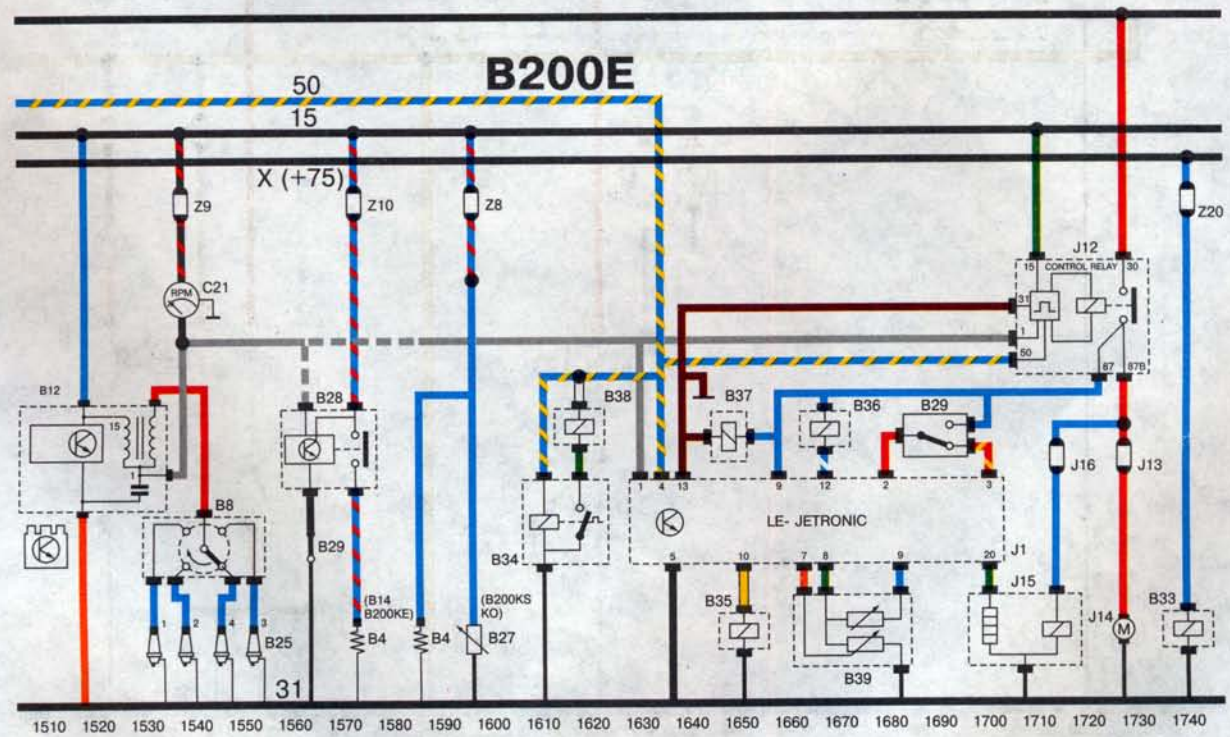 B200E
50
15
X (+75)
Z9
Z10
Z8
Z20
RPM
C21
J12
15
CONTROL RELAY
30
31
1
50
87
87B
B12
15
B28
B38
B37
B36
B29
J16
J13
B8
1
4
13
9
12
2
3
LE- JETRONIC
B29
B34
5
10
7
8
9
20
J1
J15
B35
1
2
4
3
B25
(B14
B200KE)
B4
B4
(B200KS
KO)
B27
B39
J14
M
B33
31
1510 1520 1530 1540 1550 1560 1570 1580 1590 1600 1610 1620 1630 1640 1650 1660 1670 1680 1690 1700 1710 1720 1730 1740